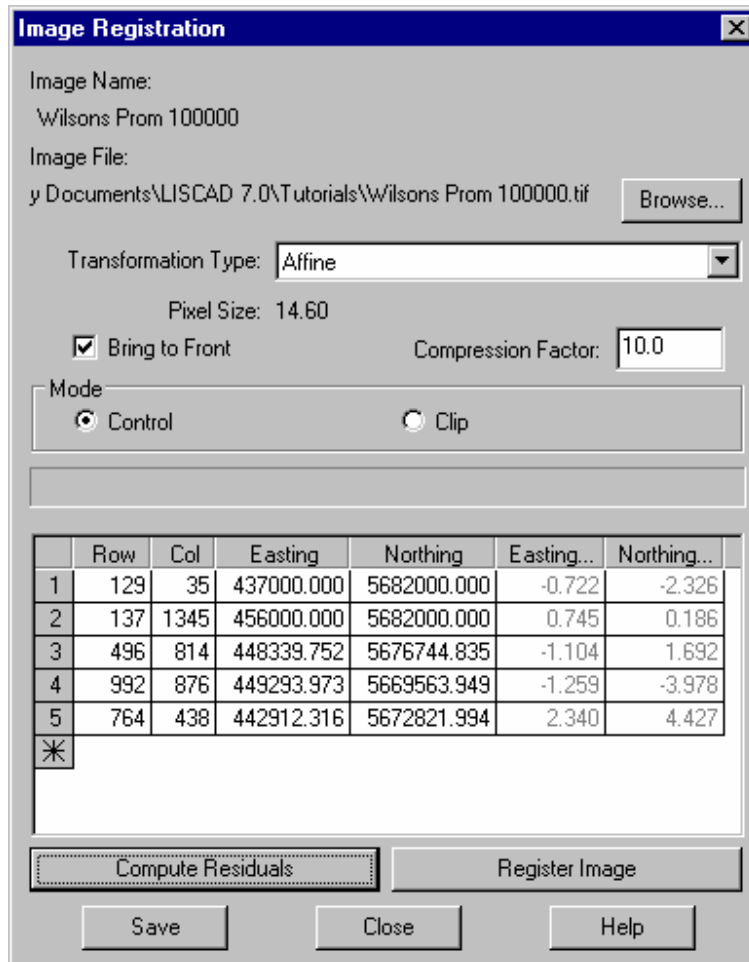 Image Registration
Image Name:
Wilsons Prom 100000
Image File:
y Documents\LISCAD 7.0\Tutorials\Wilsons Prom 100000.tif Browse...
Transformation Type: Affine
Pixel Size: 14.60
Bring to Front Compression Factor: 10.0
Mode
Control Clip
Row Col Easting Northing Easting... Northing...
1 129 35 437000.000 5682000.000 -0.722 -2.326
2 137 1345 456000.000 5682000.000 0.745 0.186
3 496 814 448339.752 5676744.835 -1.104 1.692
4 992 876 449293.973 5669563.949 -1.259 -3.978
5 764 438 442912.316 5672821.994 2.340 4.427
Compute Residuals Register Image
Save Close Help